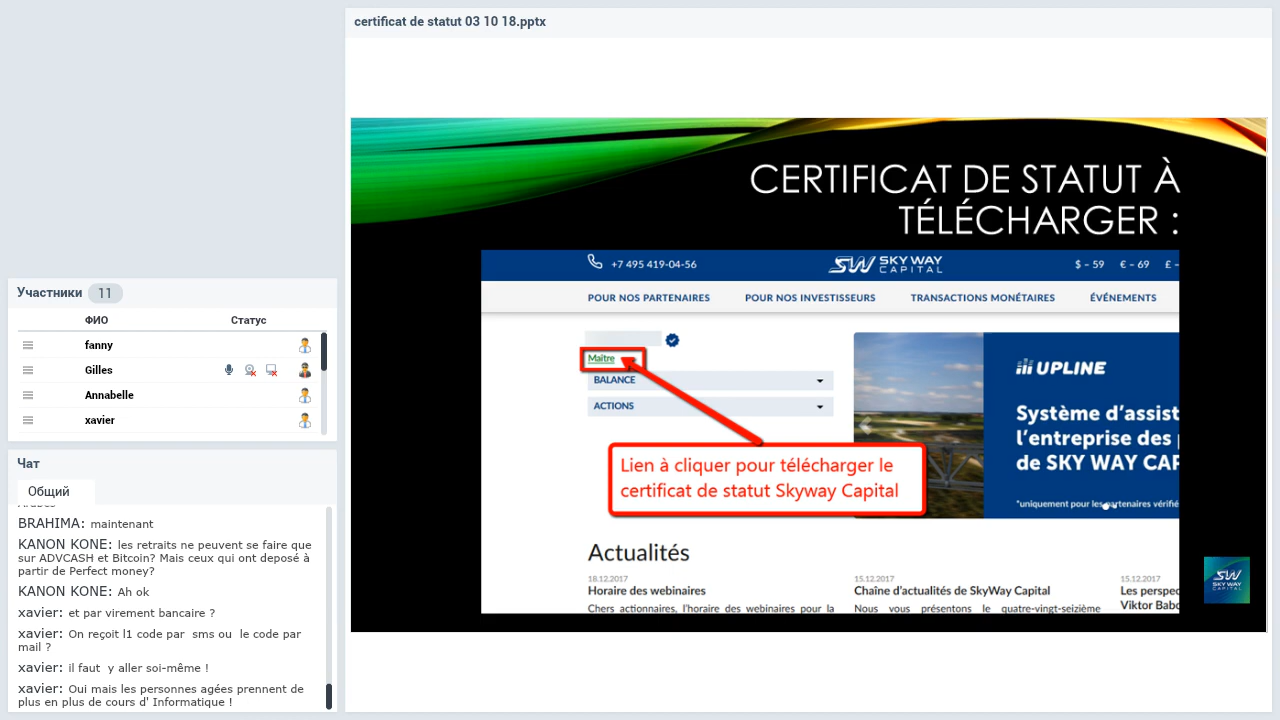 certificat de statut 03 10 18.pptx
CERTIFICAT DE STATUT À
TÉLÉCHARGER :
+7 495 419-04-56
SW SKY WAY
CAPITAL
$ – 59 € – 69 £ –
POUR NOS PARTENAIRES POUR NOS INVESTISSEURS TRANSACTIONS MONÉTAIRES ÉVÉNEMENTS
Maître
BALANCE
ACTIONS
UPLINE
Système d’assist
l’entreprise des
de SKY WAY CAP
*uniquement pour les partenaires vérifié
Lien à cliquer pour télécharger le
certificat de statut Skyway Capital
Actualités
18.12.2017
Horaire des webinaires
Chers actionnaires, l’horaire des webinaires pour la
15.12.2017
Chaîne d’actualités de SkyWay Capital
Nous vous présentons le quatre-vingt-seizième
15.12.2017
Les perspec
Viktor Babo
SW
SKY WAY
CAPITAL
Участники 11
ФИО Статус
fanny
Gilles
Annabelle
xavier
Чат
Общий
BRAHIMA: maintenant
KANON KONE: les retraits ne peuvent se faire que
sur ADVCASH et Bitcoin? Mais ceux qui ont deposé à
partir de Perfect money?
KANON KONE: Ah ok
xavier: et par virement bancaire ?
xavier: On reçoit l1 code par sms ou le code par
mail ?
xavier: il faut y aller soi-même !
xavier: Oui mais les personnes agées prennent de
plus en plus de cours d' Informatique !